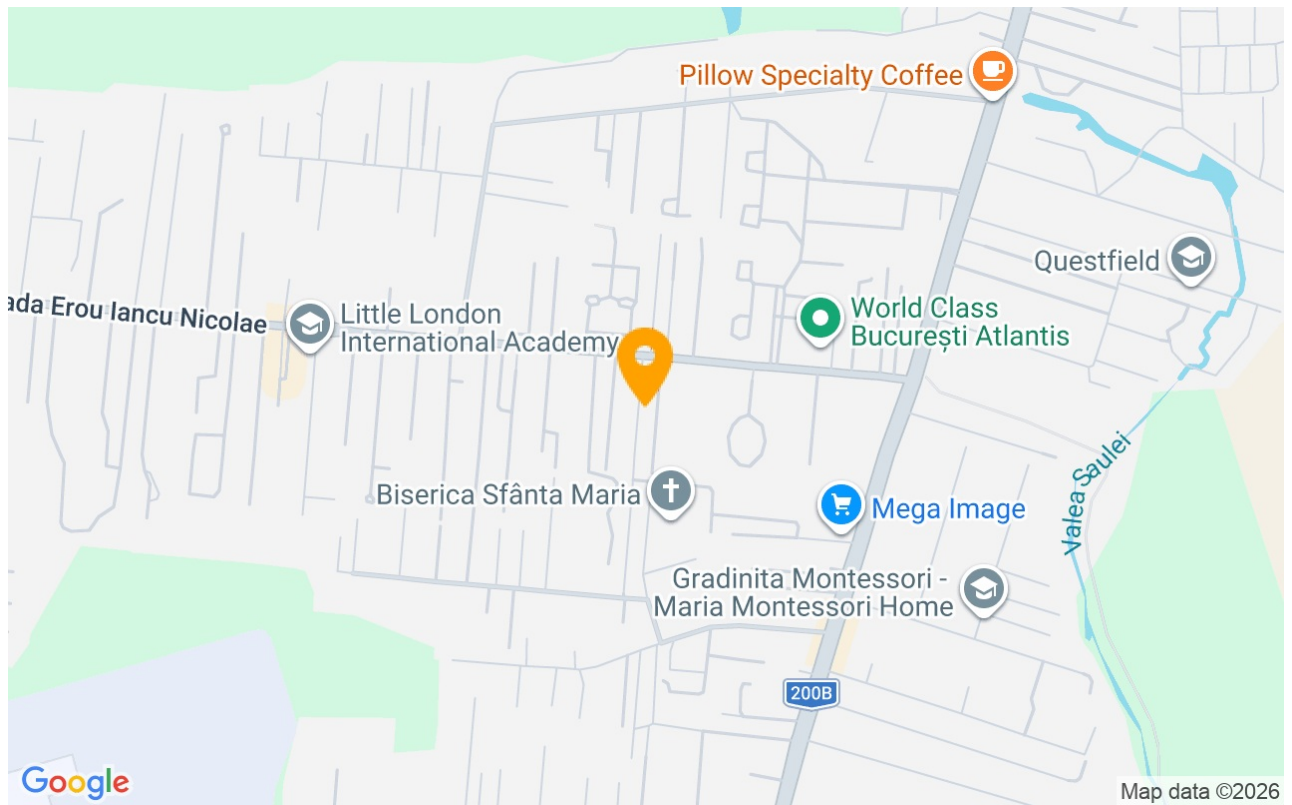 Pillow Specialty Coffee
Questfield
ada Erou Iancu Nicolae
Little London
International Academy
World Class
București Atlantis
Valea Saulei
Biserica Sfânta Maria
Mega Image
Gradinita Montessori -
Maria Montessori Home
200B
Google
Map data ©2026